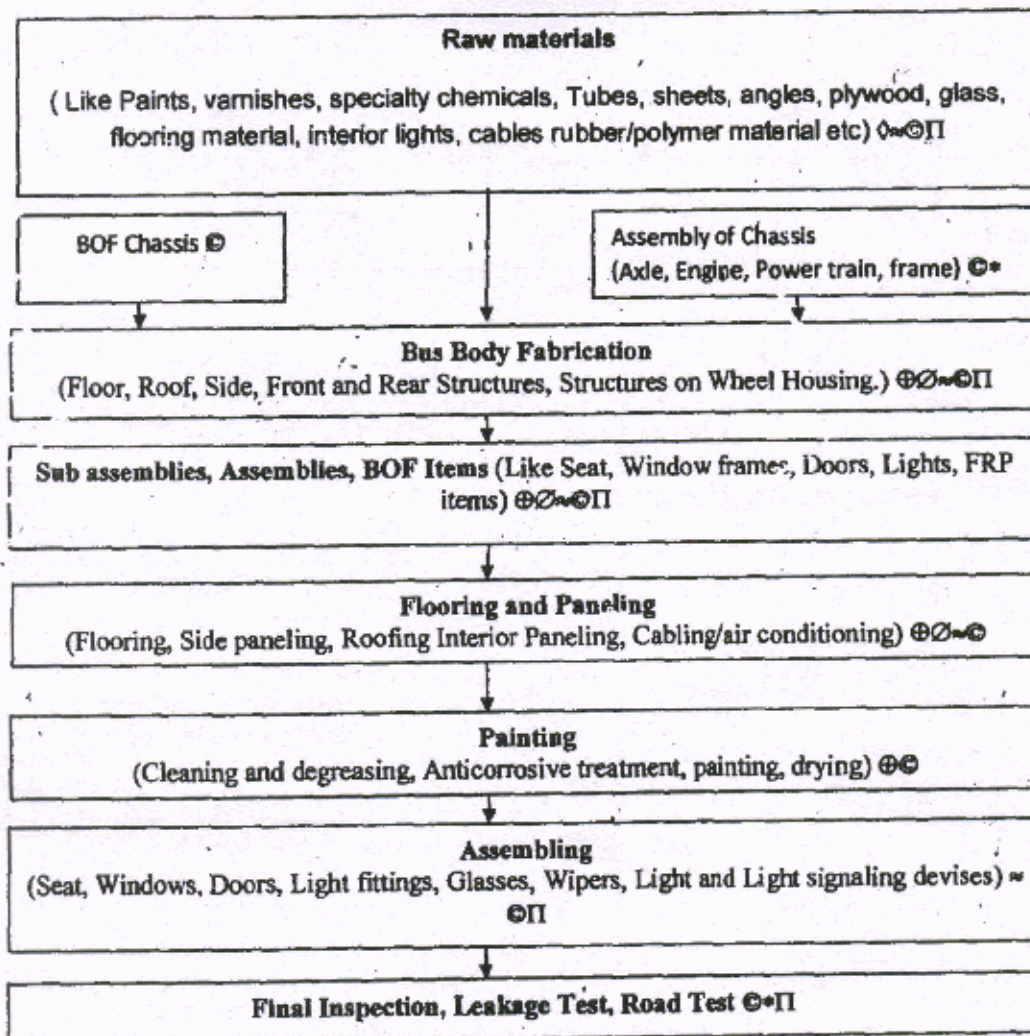 Raw materials
( Like Paints, varnishes, specialty chemicals, Tubes, sheets, angles, plywood, glass,
flooring material, interior lights, cables rubber/polymer material etc) ◊≈©Π
BOF Chassis ©
Assembly of Chassis
(Axle, Engine, Power train, frame) ©*
Bus Body Fabrication
(Floor, Roof, Side, Front and Rear Structures, Structures on Wheel Housing.) ⊕∅≈©Π
Sub assemblies, Assemblies, BOF Items (Like Seat, Window frames, Doors, Lights, FRP
items) ⊕∅≈©Π
Flooring and Paneling
(Flooring, Side paneling, Roofing Interior Paneling, Cabling/air conditioning) ⊕∅≈©
Painting
(Cleaning and degreasing, Anticorrosive treatment, painting, drying) ⊕©
Assembling
(Seat, Windows, Doors, Light fittings, Glasses, Wipers, Light and Light signaling devises) ≈
©Π
Final Inspection, Leakage Test, Road Test ©*Π